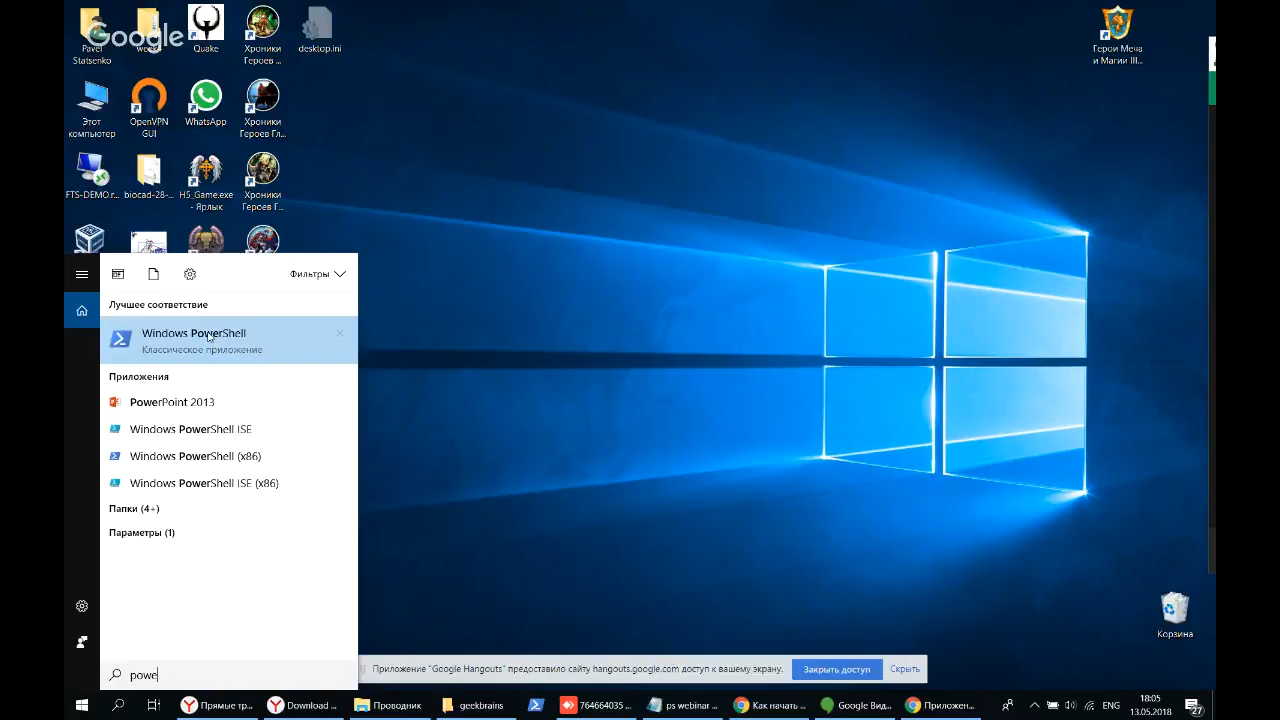 Google
Pavel
Statsenko
Quake
Хроники
Героев ...
desktop.ini
Герои Меча
и Магии III...
Этот
компьютер
OpenVPN
GUI
WhatsApp
Хроники
Героев Гл...
FTS-DEMO.r...
biocad-28-...
H5_Game.exe
- Ярлык
Хроники
Героев Г...
Фильтры
Лучшее соответствие
Windows PowerShell
Классическое приложение
Приложения
PowerPoint 2013
Windows PowerShell ISE
Windows PowerShell (x86)
Windows PowerShell ISE (x86)
Папки (4+)
Параметры (1)
Корзина
powe
Приложение "Google Hangouts" предоставило сайту hangouts.google.com доступ к вашему экрану.
Закрыть доступ
Скрыть
Прямые тр...
Download ...
Проводник
geekbrains
764664035 ...
ps webinar ...
Как начать ...
Google Вид...
Приложен...
ENG
18:05
13.05.2018
27